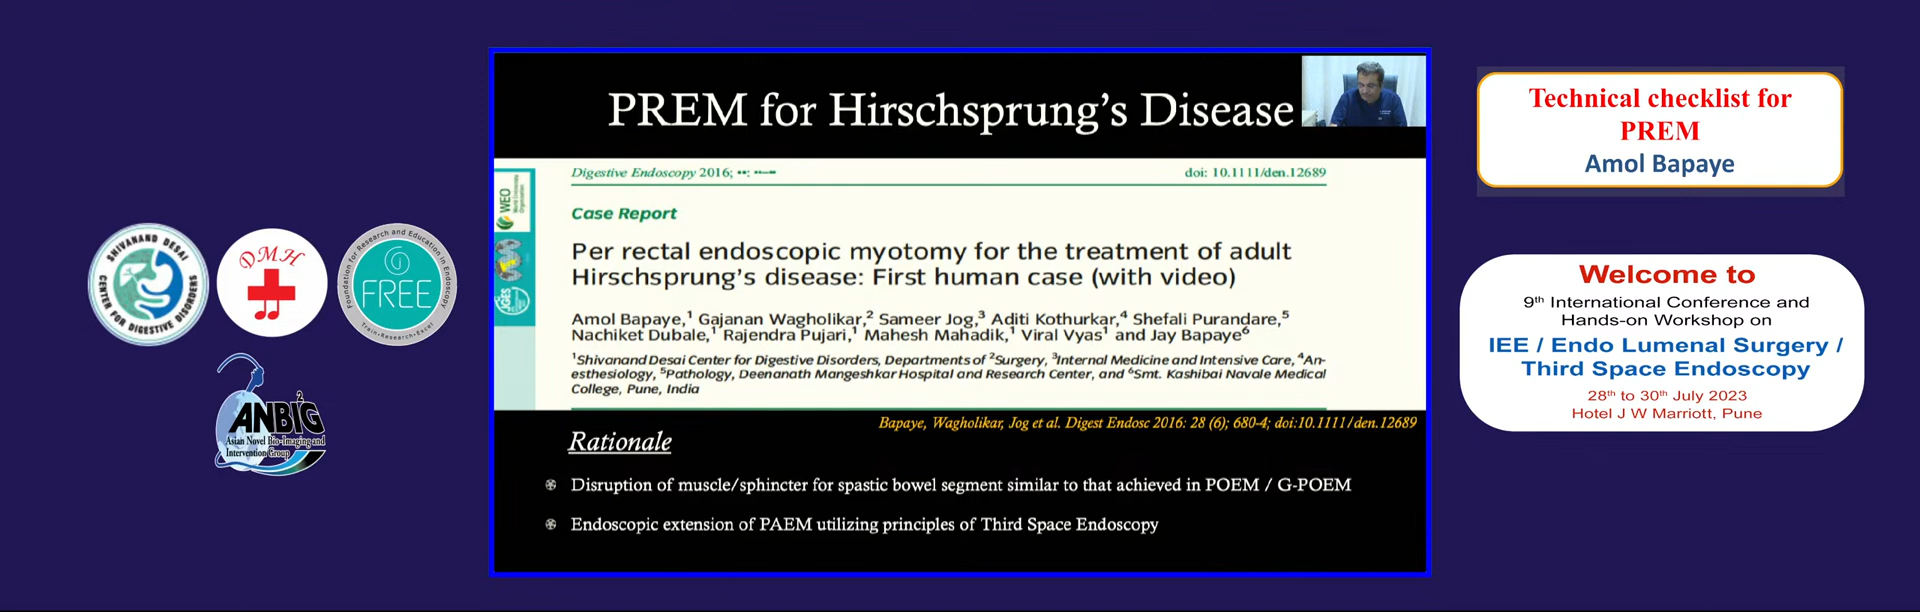 SHIVANAND DESAI
CENTER FOR DIGESTIVE DISORDERS
DMH
Foundation for Research and Education in Endoscopy
FREE
Train • Research • Excel
ANBIG
2
Asian Novel Bio-Imaging and
Intervention Group
PREM for Hirschsprung's Disease
Digestive Endoscopy 2016; ••: ••–••
doi: 10.1111/den.12689
WEO
JGES
Case Report
Per rectal endoscopic myotomy for the treatment of adult
Hirschsprung's disease: First human case (with video)
Amol Bapaye,¹ Gajanan Wagholikar,² Sameer Jog,³ Aditi Kothurkar,⁴ Shefali Purandare,⁵
Nachiket Dubale,¹ Rajendra Pujari,¹ Mahesh Mahadik,¹ Viral Vyas¹ and Jay Bapaye⁶
¹Shivanand Desai Center for Digestive Disorders, Departments of ²Surgery, ³Internal Medicine and Intensive Care, ⁴An-
esthesiology, ⁵Pathology, Deenanath Mangeshkar Hospital and Research Center, and ⁶Smt. Kashibai Navale Medical
College, Pune, India
Bapaye, Wagholikar, Jog et al. Digest Endosc 2016: 28 (6); 680-4; doi:10.1111/den.12689
Rationale
Disruption of muscle/sphincter for spastic bowel segment similar to that achieved in POEM / G-POEM
Endoscopic extension of PAEM utilizing principles of Third Space Endoscopy
Technical checklist for
PREM
Amol Bapaye
Welcome to
9th International Conference and
Hands-on Workshop on
IEE / Endo Lumenal Surgery /
Third Space Endoscopy
28th to 30th July 2023
Hotel J W Marriott, Pune